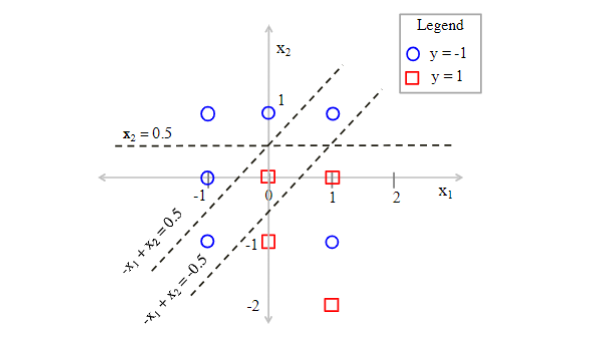 Legend
y = -1
y = 1
x₂
1
x₂ = 0.5
-1
0
1
2
x₁
-x₁ + x₂ = 0.5
-1
-x₁ + x₂ = -0.5
-2